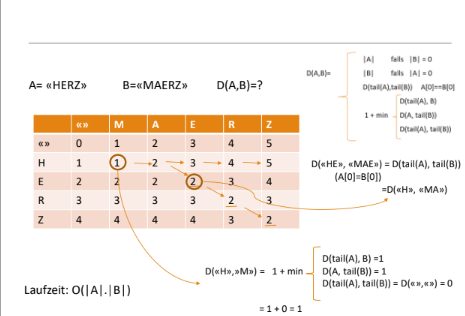 |A| falls |B| = 0
D(A,B)=
|B| falls |A| = 0
D(tail(A),tail(B)) A[0]==B[0]
D(tail(A), B)
1 + min D(A, tail(B))
D(tail(A), tail(B))
A= «HERZ» B=«MAERZ» D(A,B)=?
«» M A E R Z
«» 0 1 2 3 4 5
H 1 1 2 3 4 5
E 2 2 2 2 3 4
R 3 3 3 3 2 3
Z 4 4 4 4 3 2
D(«HE», «MAE») = D(tail(A), tail(B))
(A[0]=B[0])
=D(«H», «MA»)
D(tail(A), B) =1
D(«H»,»M») = 1 + min D(A, tail(B)) = 1
D(tail(A), tail(B)) = D(«»,«») = 0
Laufzeit: O(|A|.|B|)
= 1 + 0 = 1